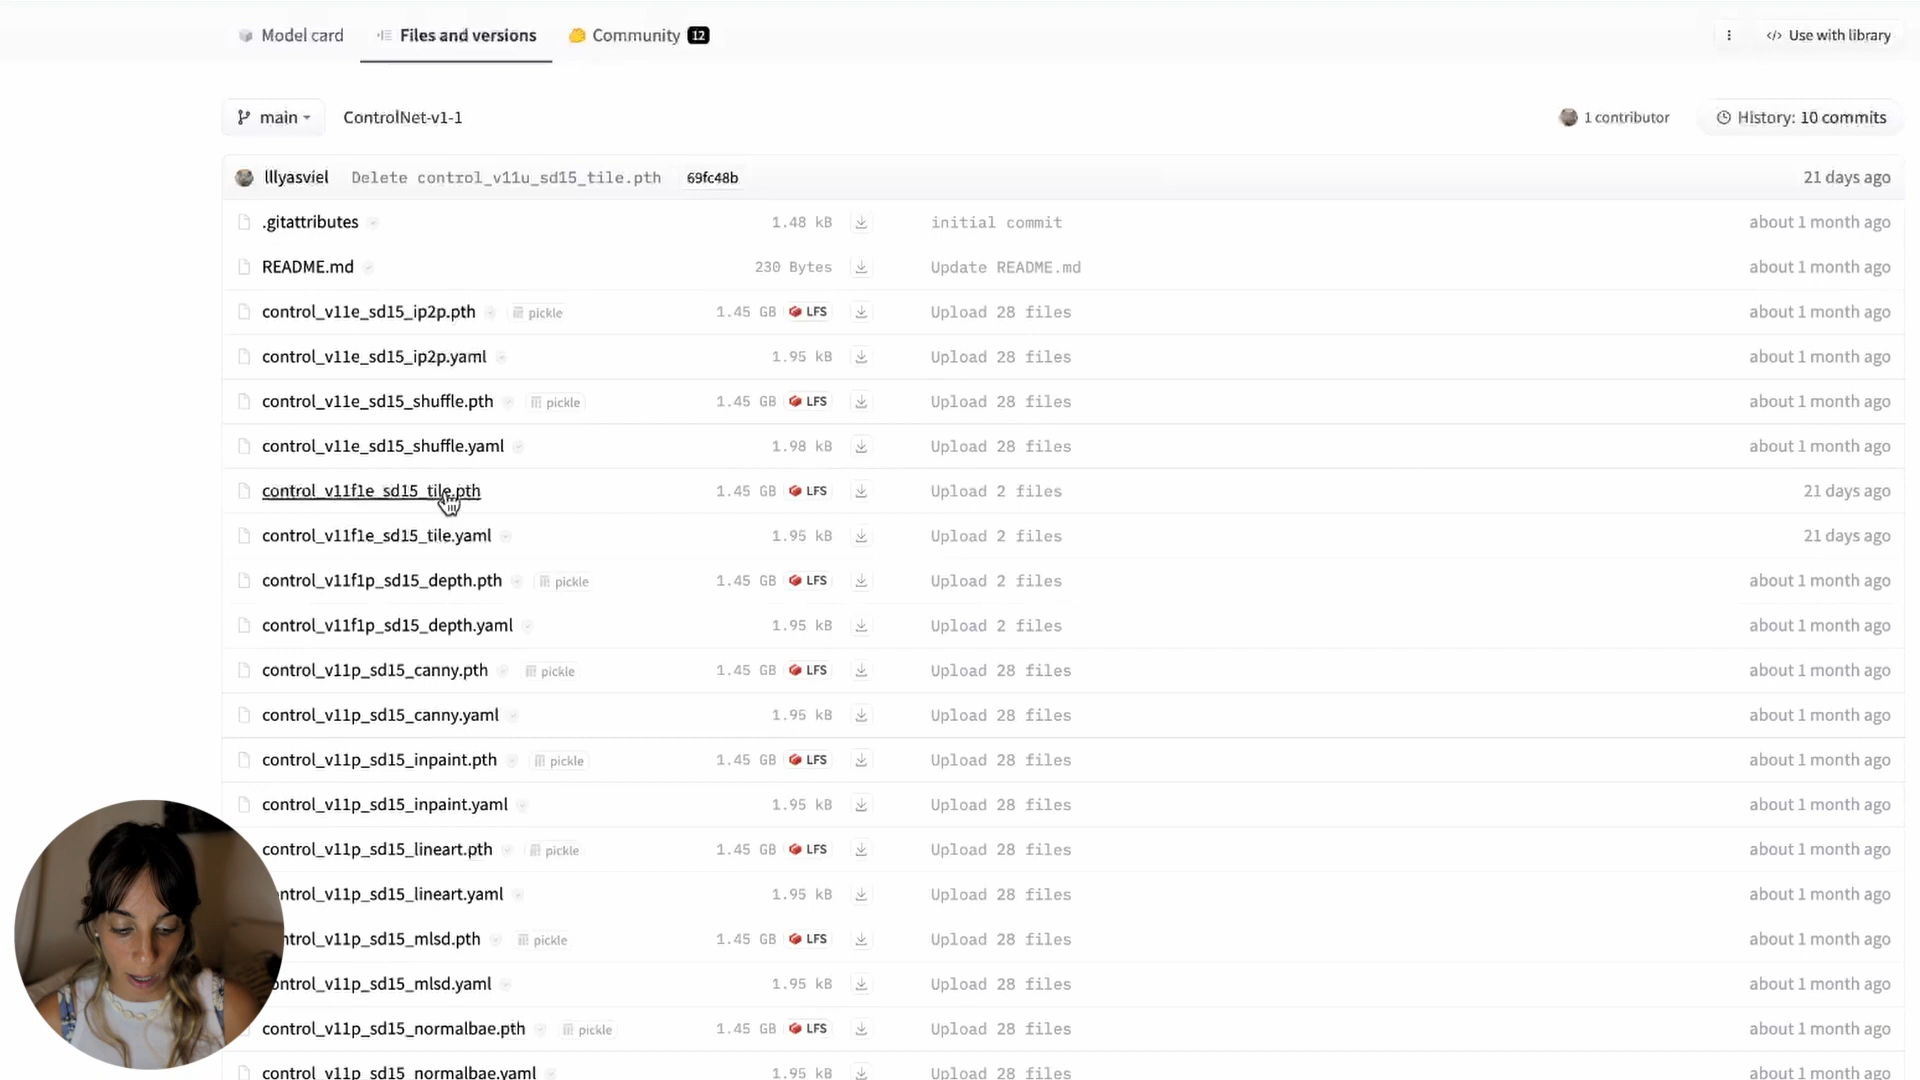 Model card Files and versions Community 12 Use with library
main ControlNet-v1-1 1 contributor History: 10 commits
lllyasviel Delete control_v11u_sd15_tile.pth 69fc48b 21 days ago
.gitattributes 1.48 kB initial commit about 1 month ago
README.md 230 Bytes Update README.md about 1 month ago
control_v11e_sd15_ip2p.pth pickle 1.45 GB LFS Upload 28 files about 1 month ago
control_v11e_sd15_ip2p.yaml 1.95 kB Upload 28 files about 1 month ago
control_v11e_sd15_shuffle.pth pickle 1.45 GB LFS Upload 28 files about 1 month ago
control_v11e_sd15_shuffle.yaml 1.98 kB Upload 28 files about 1 month ago
control_v11f1e_sd15_tile.pth 1.45 GB LFS Upload 2 files 21 days ago
control_v11f1e_sd15_tile.yaml 1.95 kB Upload 2 files 21 days ago
control_v11f1p_sd15_depth.pth pickle 1.45 GB LFS Upload 2 files about 1 month ago
control_v11f1p_sd15_depth.yaml 1.95 kB Upload 2 files about 1 month ago
control_v11p_sd15_canny.pth pickle 1.45 GB LFS Upload 28 files about 1 month ago
control_v11p_sd15_canny.yaml 1.95 kB Upload 28 files about 1 month ago
control_v11p_sd15_inpaint.pth pickle 1.45 GB LFS Upload 28 files about 1 month ago
control_v11p_sd15_inpaint.yaml 1.95 kB Upload 28 files about 1 month ago
control_v11p_sd15_lineart.pth pickle 1.45 GB LFS Upload 28 files about 1 month ago
ontrol_v11p_sd15_lineart.yaml 1.95 kB Upload 28 files about 1 month ago
ntrol_v11p_sd15_mlsd.pth pickle 1.45 GB LFS Upload 28 files about 1 month ago
ontrol_v11p_sd15_mlsd.yaml 1.95 kB Upload 28 files about 1 month ago
control_v11p_sd15_normalbae.pth pickle 1.45 GB LFS Upload 28 files about 1 month ago
control_v11p_sd15_normalbae.yaml 1.95 kB Upload 28 files about 1 month ago